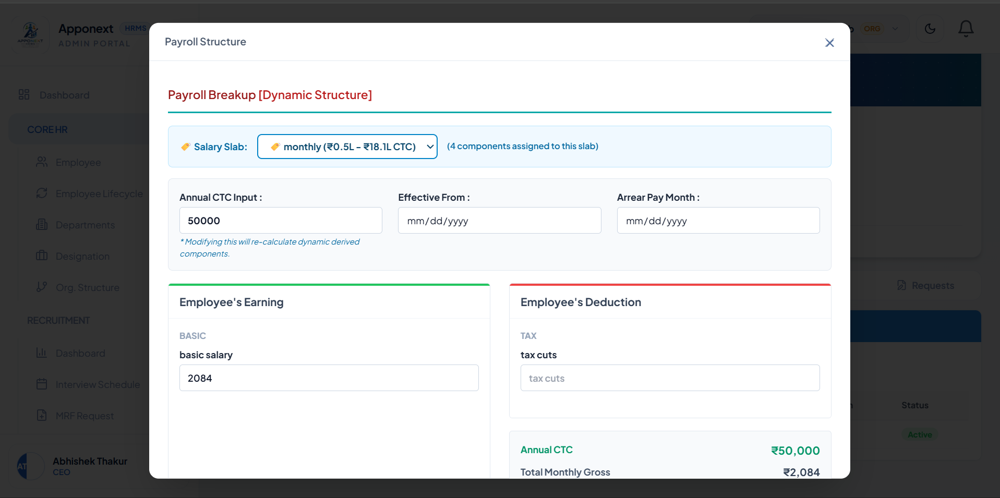 Apponext HRMS
ADMIN PORTAL
APPONEXT
ORG
Payroll Structure
Dashboard
CORE HR
Employee
Employee Lifecycle
Departments
Designation
Org. Structure
RECRUITMENT
Dashboard
Interview Schedule
MRF Request
AT
Abhishek Thakur
CEO
Payroll Breakup [Dynamic Structure]
Salary Slab: monthly (₹0.5L - ₹18.1L CTC) (4 components assigned to this slab)
Annual CTC Input : Effective From : Arrear Pay Month :
50000 mm/dd/yyyy mm/dd/yyyy
* Modifying this will re-calculate dynamic derived
components.
Employee's Earning
BASIC
basic salary
2084
Employee's Deduction
TAX
tax cuts
tax cuts
Annual CTC ₹50,000
Total Monthly Gross ₹2,084
Requests
Status
Active